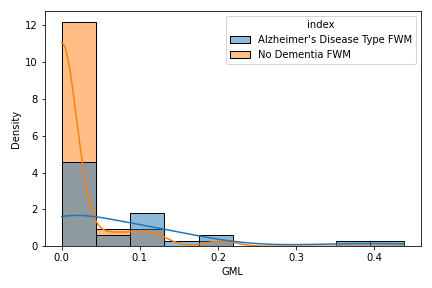 index
Alzheimer's Disease Type FWM
No Dementia FWM
12
10
8
6
4
2
0
Density
0.0 0.1 0.2 0.3 0.4
GML